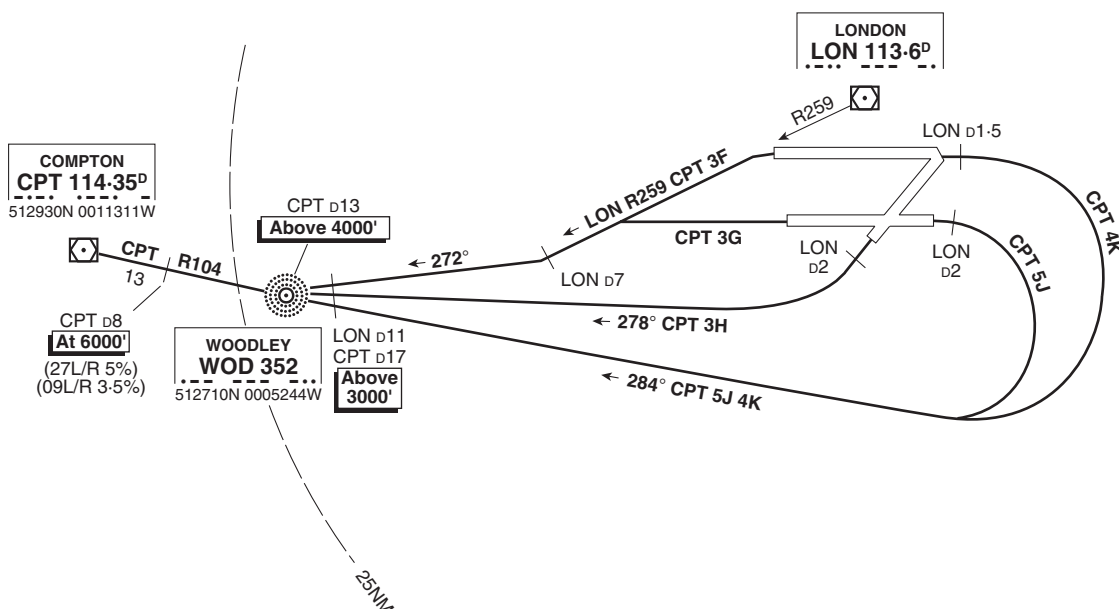 LONDON
LON 113·6D
R259
LON D1·5
COMPTON
CPT 114·35D
512930N 0011311W
CPT D13
Above 4000'
LON R259 CPT 3F
CPT 4K
CPT R104
13
272°
CPT 3G
LON D2
LON D2
CPT 5J
LON D7
CPT D8
At 6000'
(27L/R 5%)
(09L/R 3·5%)
WOODLEY
WOD 352
512710N 0005244W
LON D11
CPT D17
Above
3000'
278° CPT 3H
284° CPT 5J 4K
25NM